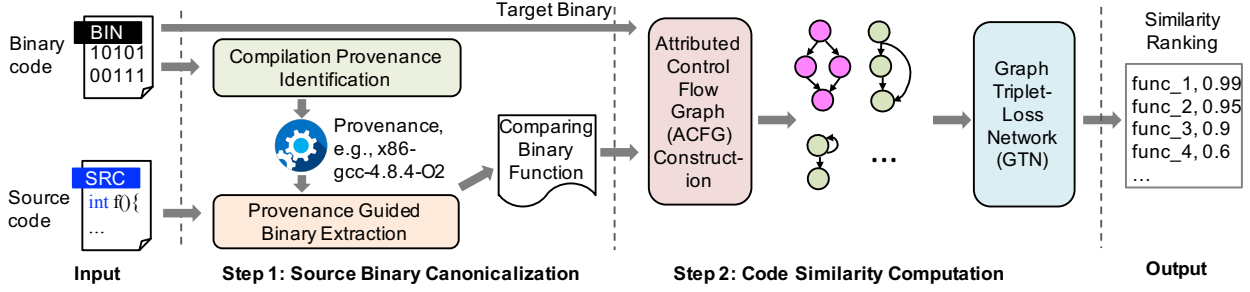 Target Binary
Binary
code
BIN
10101
00111
Compilation Provenance
Identification
Provenance,
e.g., x86-
gcc-4.8.4-O2
Source
code
SRC
int f(){
...
Provenance Guided
Binary Extraction
Comparing
Binary
Function
Attributed
Control
Flow
Graph
(ACFG)
Construct-
ion
...
Graph
Triplet-
Loss
Network
(GTN)
Similarity
Ranking
func_1, 0.99
func_2, 0.95
func_3, 0.9
func_4, 0.6
...
Input
Step 1: Source Binary Canonicalization
Step 2: Code Similarity Computation
Output